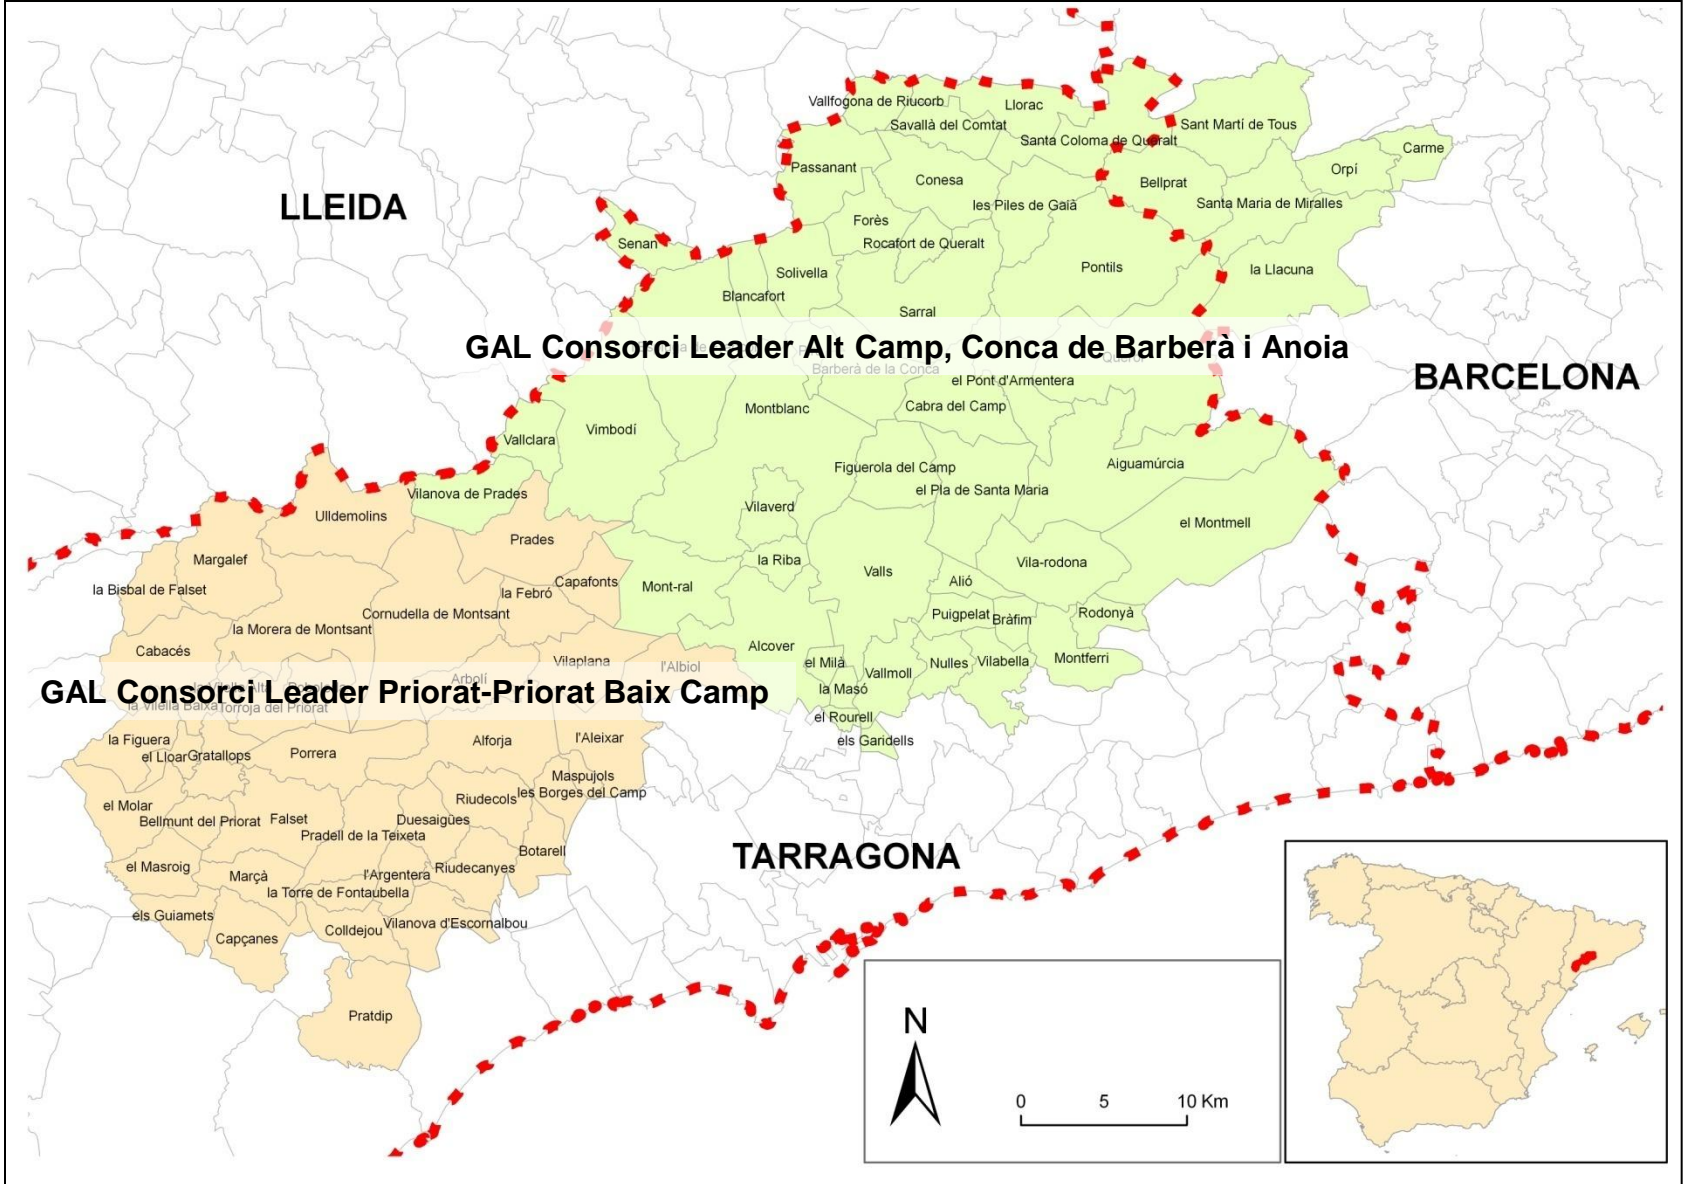 Vallfogona de Riucorb
Llorac
Savallà del Comtat
Sant Martí de Tous
Santa Coloma de Queralt
Carme
Passanant
Orpí
Conesa
Bellprat
les Piles de Gaià
Santa Maria de Miralles
LLEIDA
Forès
Senan
Rocafort de Queralt
Solivella
Pontils
la Llacuna
Blancafort
Sarral
GAL Consorci Leader Alt Camp, Conca de Barberà i Anoia
Querol
Barberà de la Conca
BARCELONA
el Pont d'Armentera
Montblanc
Cabra del Camp
Vimbodí
Vallclara
Figuerola del Camp
Aiguamúrcia
Vilanova de Prades
el Pla de Santa Maria
Vilaverd
Ulldemolins
el Montmell
Prades
Margalef
la Riba
Vila-rodona
Valls
Capafonts
Alió
la Bisbal de Falset
la Febró
Mont-ral
Cornudella de Montsant
Puigpelat
Bràfim
Rodonyà
la Morera de Montsant
Cabacés
Alcover
Vilaplana
l'Albiol
el Milà
Vallmoll
Nulles
Vilabella
Montferri
Arbolí
GAL Consorci Leader Priorat-Priorat Baix Camp
la Masó
la Vilella Baixa
Torroja del Priorat
el Rourell
la Figuera
Alforja
l'Aleixar
els Garidells
el Lloar
Gratallops
Porrera
Maspujols
les Borges del Camp
Riudecols
el Molar
Bellmunt del Priorat
Falset
Duesaigües
Pradell de la Teixeta
Botarell
TARRAGONA
el Masroig
Marçà
l'Argentera
Riudecanyes
la Torre de Fontaubella
els Guiamets
Vilanova d'Escornalbou
Capçanes
Colldejou
Pratdip
N
0 5 10 Km